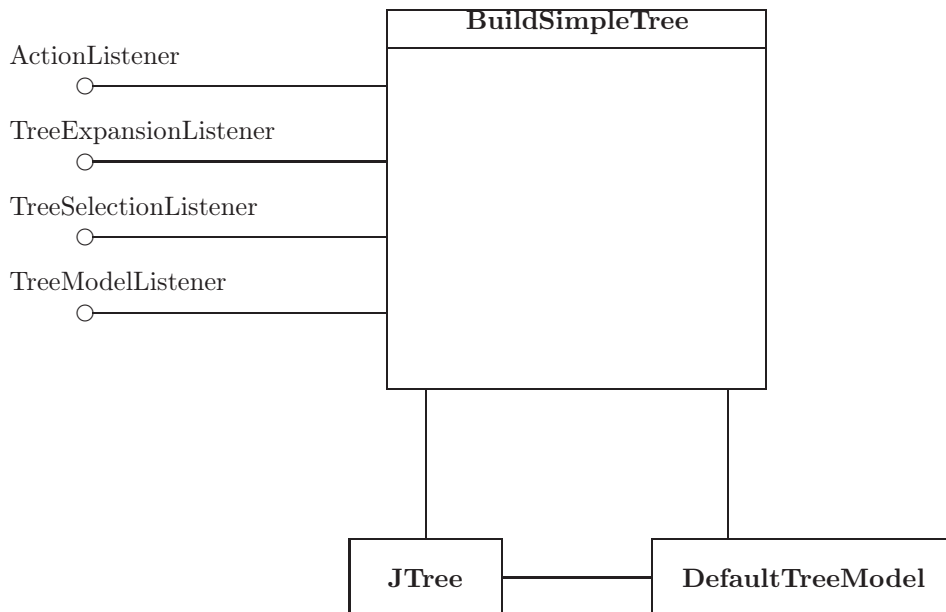 BuildSimpleTree
ActionListener
TreeExpansionListener
TreeSelectionListener
TreeModelListener
JTree
DefaultTreeModel